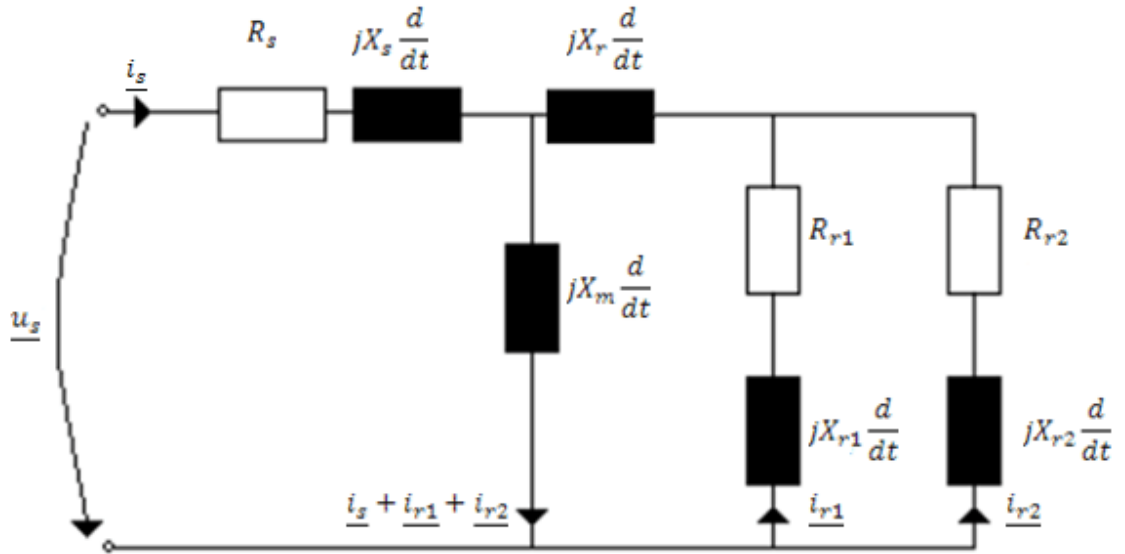 R_s
jX_s d/dt
jX_r d/dt
i_s
R_r1
R_r2
jX_m d/dt
u_s
jX_r1 d/dt
jX_r2 d/dt
i_s + i_r1 + i_r2
i_r1
i_r2